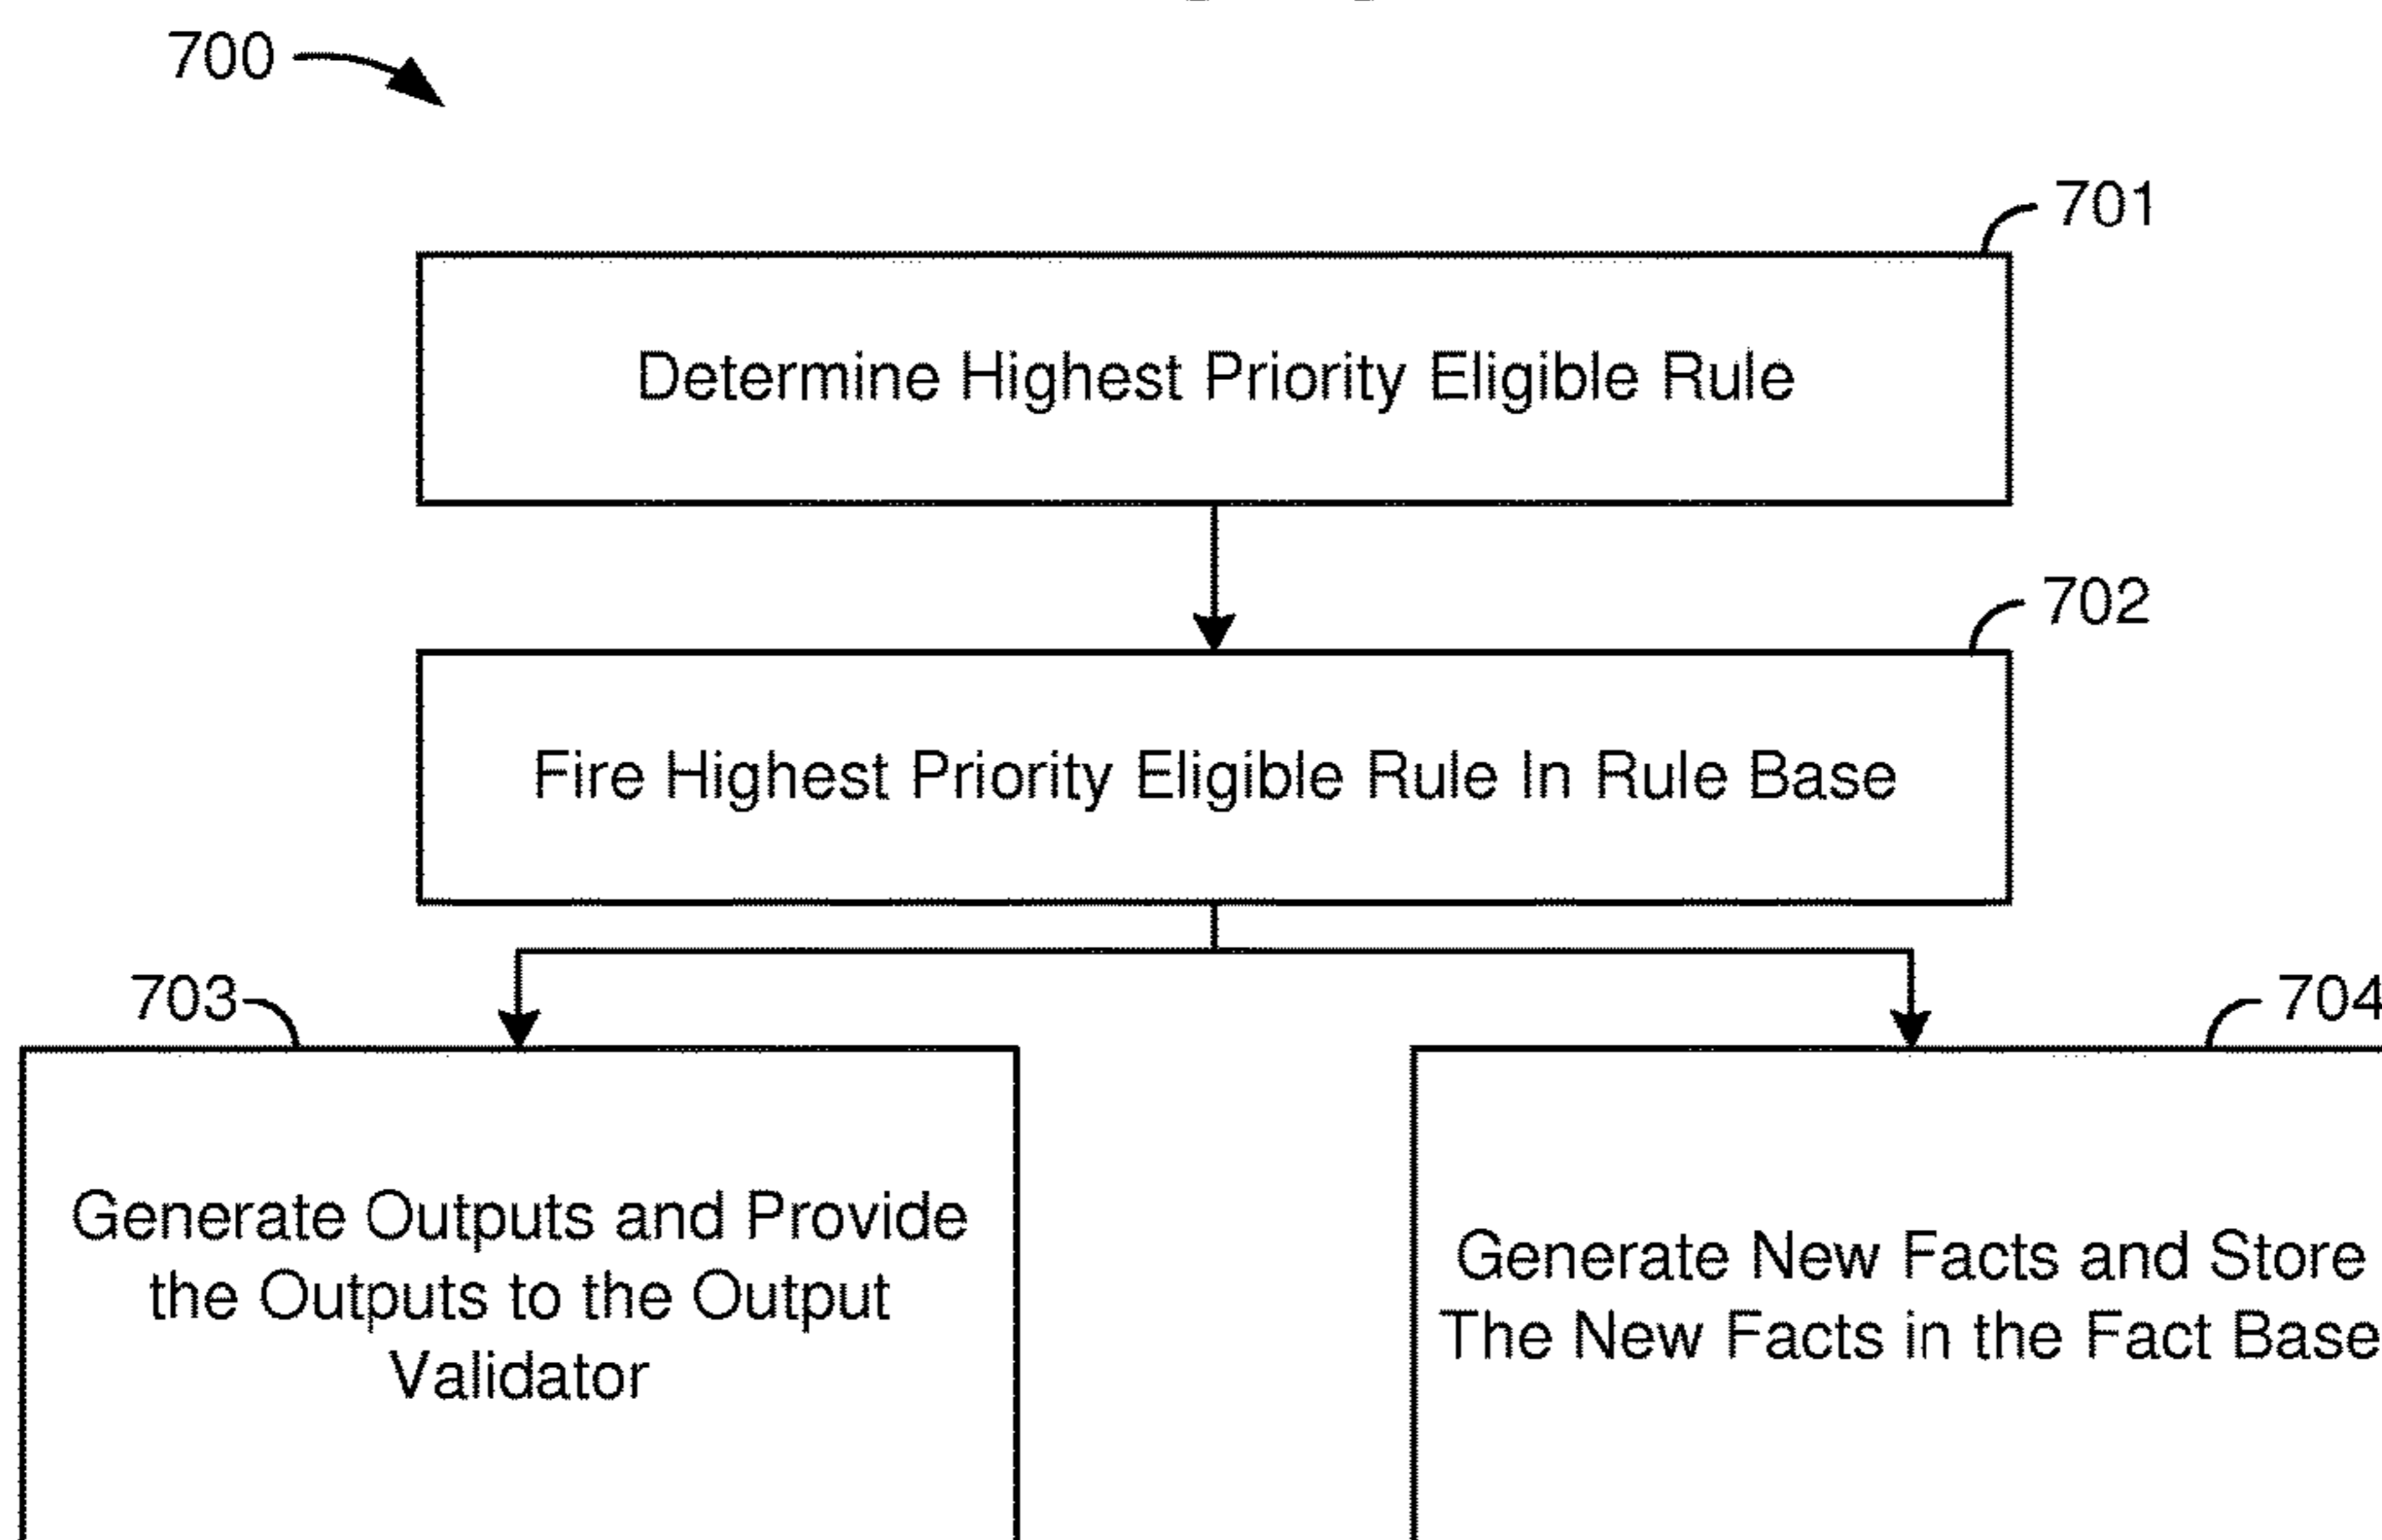 700
701
Determine Highest Priority Eligible Rule
702
Fire Highest Priority Eligible Rule In Rule Base
703
704
Generate Outputs and Provide
the Outputs to the Output
Validator
Generate New Facts and Store
The New Facts in the Fact Base